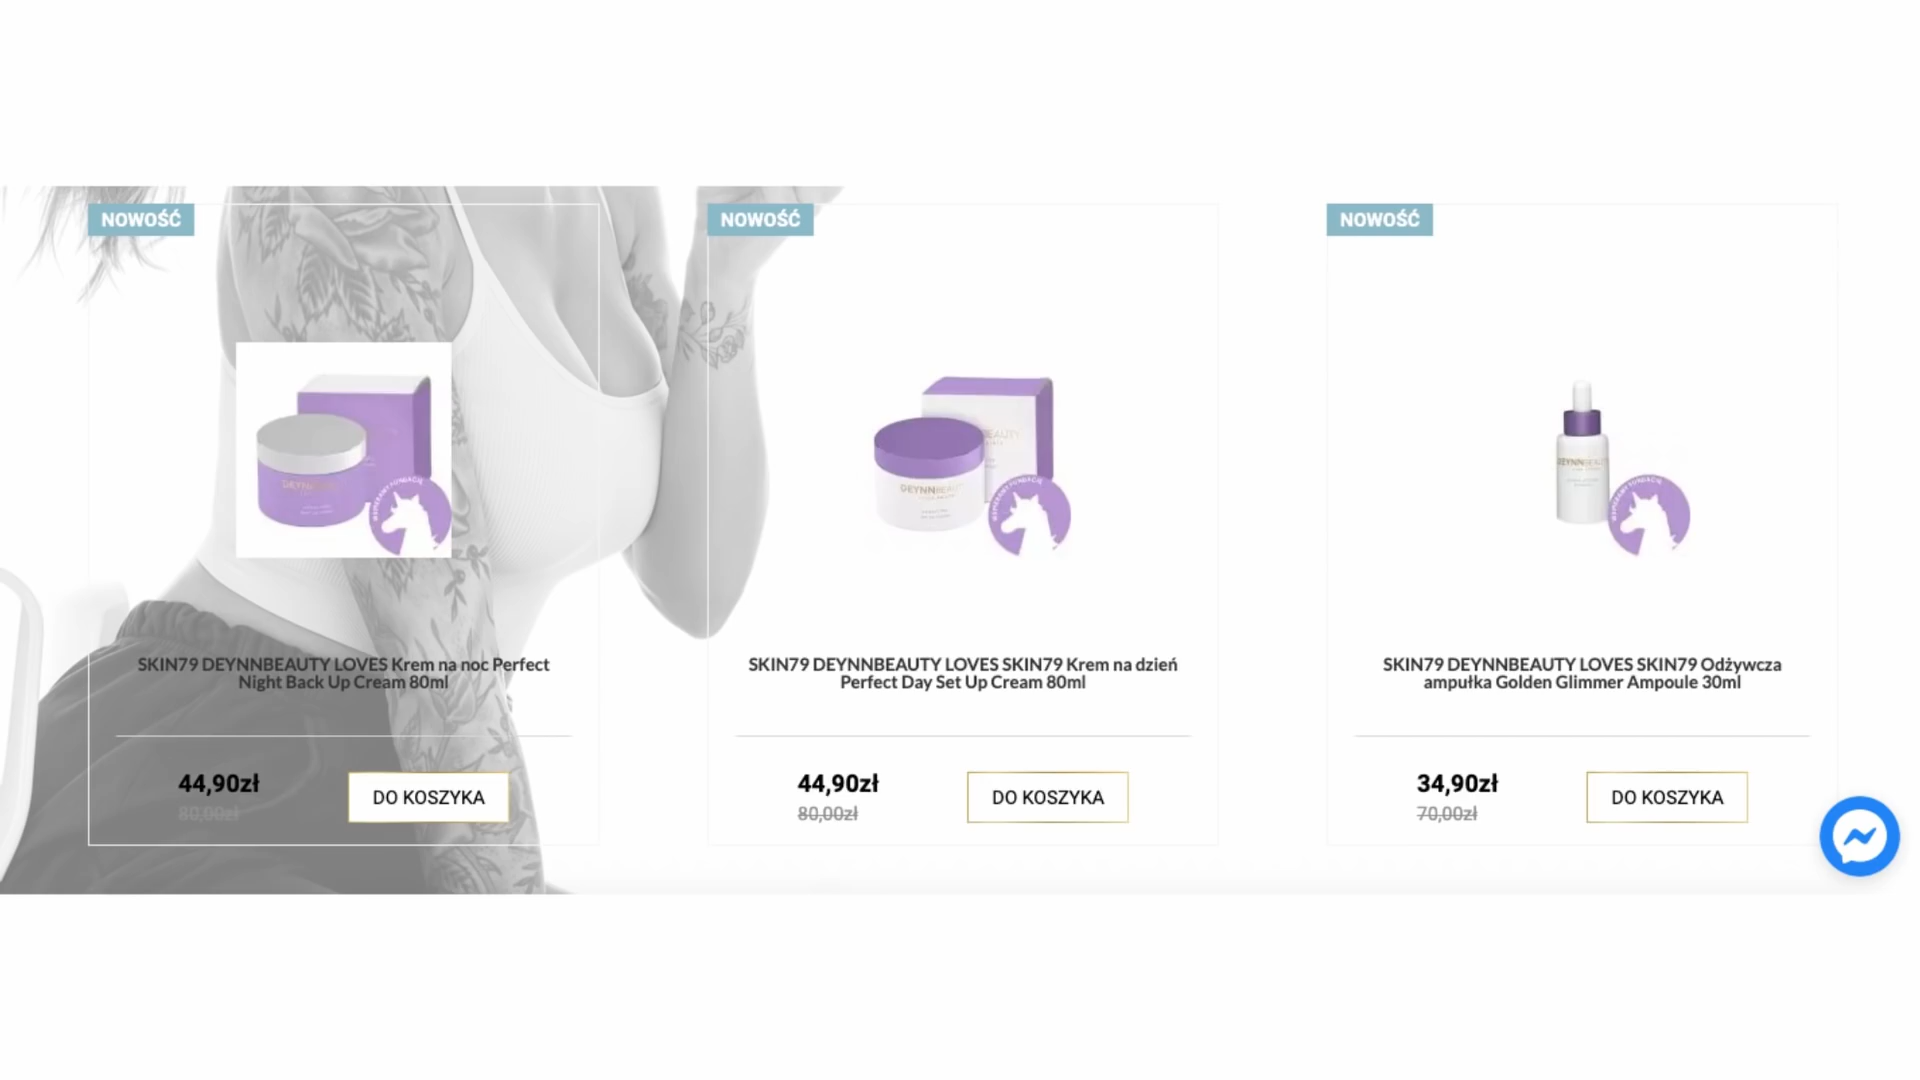 NOWOŚĆ
NOWOŚĆ
NOWOŚĆ
DEYNNBEAUTY
SKIN79 DEYNNBEAUTY LOVES Krem na noc Perfect
Night Back Up Cream 80ml
SKIN79 DEYNNBEAUTY LOVES SKIN79 Krem na dzień
Perfect Day Set Up Cream 80ml
SKIN79 DEYNNBEAUTY LOVES SKIN79 Odżywcza
ampułka Golden Glimmer Ampoule 30ml
44,90zł
80,00zł
DO KOSZYKA
44,90zł
80,00zł
DO KOSZYKA
34,90zł
70,00zł
DO KOSZYKA